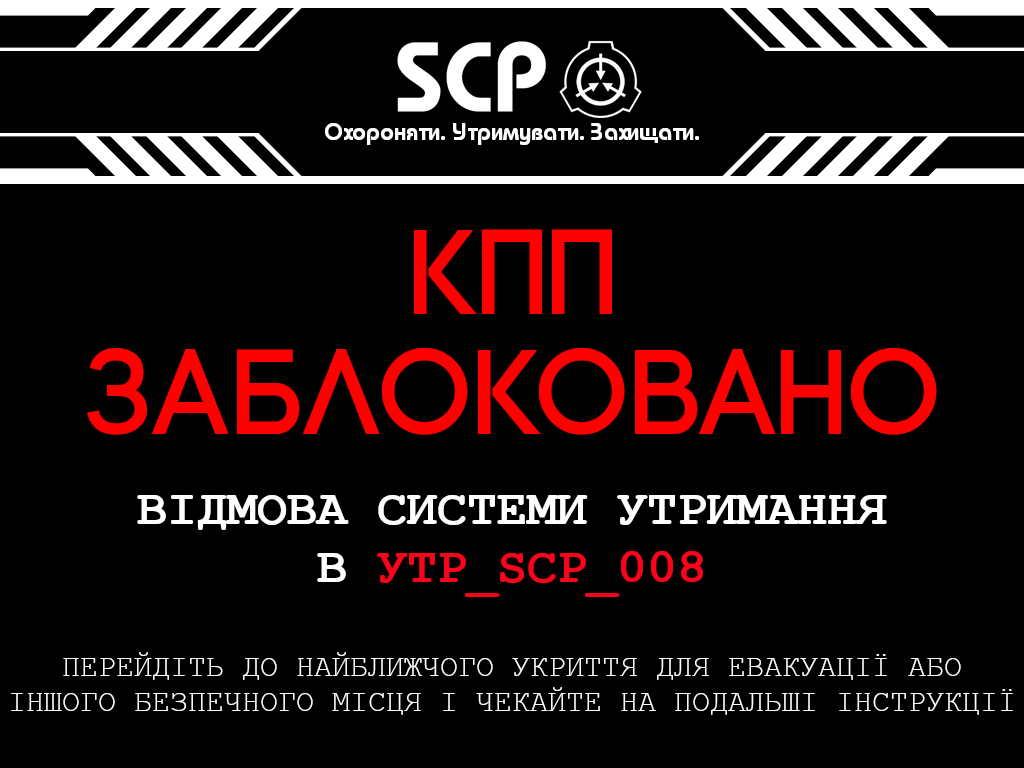 SCP
Охороняти. Утримувати. Захищати.
КПП
ЗАБЛОКОВАНО
ВІДМОВА СИСТЕМИ УТРИМАННЯ
В УТР_SCP_008
ПЕРЕЙДІТЬ ДО НАЙБЛИЖЧОГО УКРИТТЯ ДЛЯ ЕВАКУАЦІЇ АБО
ІНШОГО БЕЗПЕЧНОГО МІСЦЯ І ЧЕКАЙТЕ НА ПОДАЛЬШІ ІНСТРУКЦІЇ